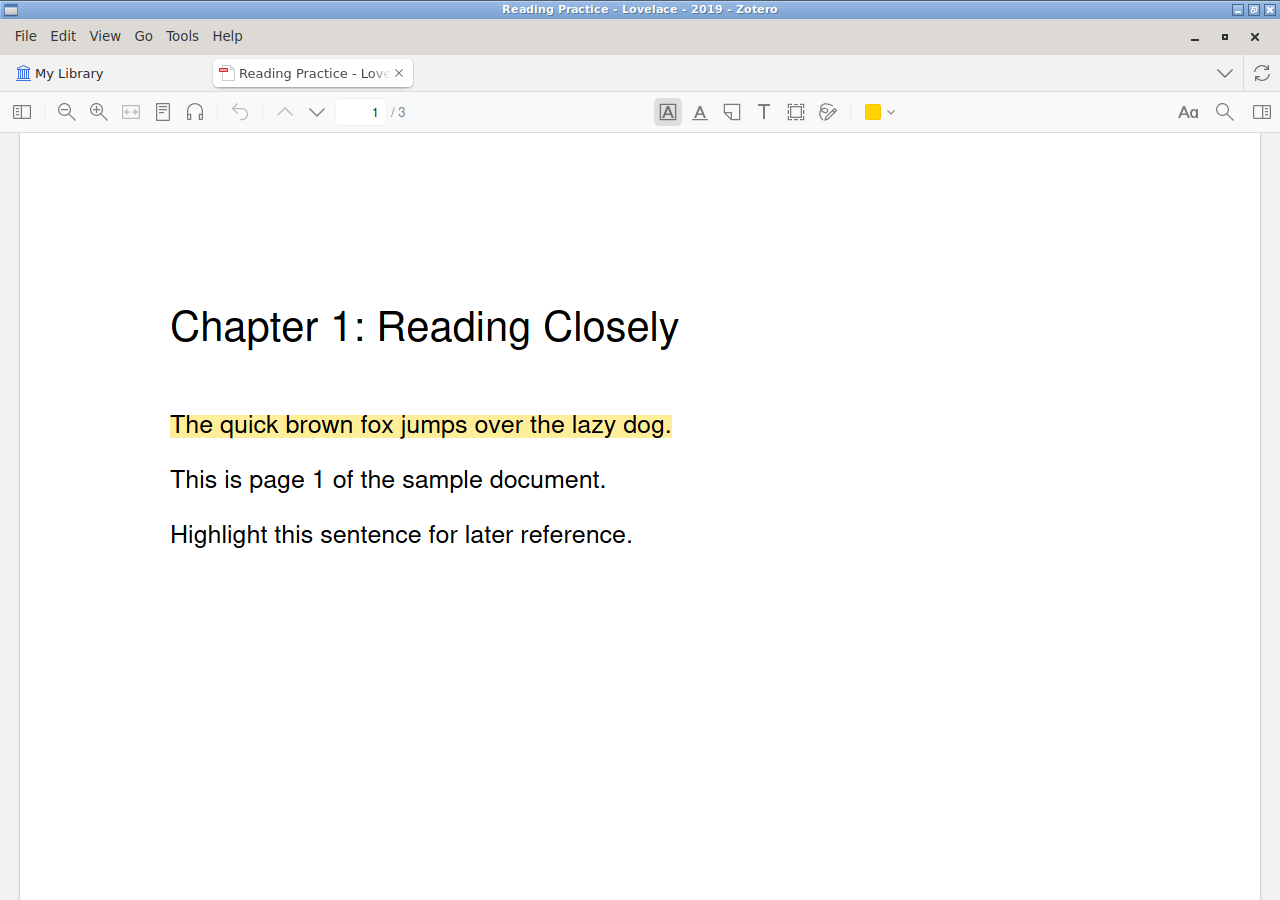 Reading Practice - Lovelace - 2019 - Zotero
File Edit View Go Tools Help
My Library
Reading Practice - Love
1 / 3
A A T Aa
Chapter 1: Reading Closely
The quick brown fox jumps over the lazy dog.
This is page 1 of the sample document.
Highlight this sentence for later reference.